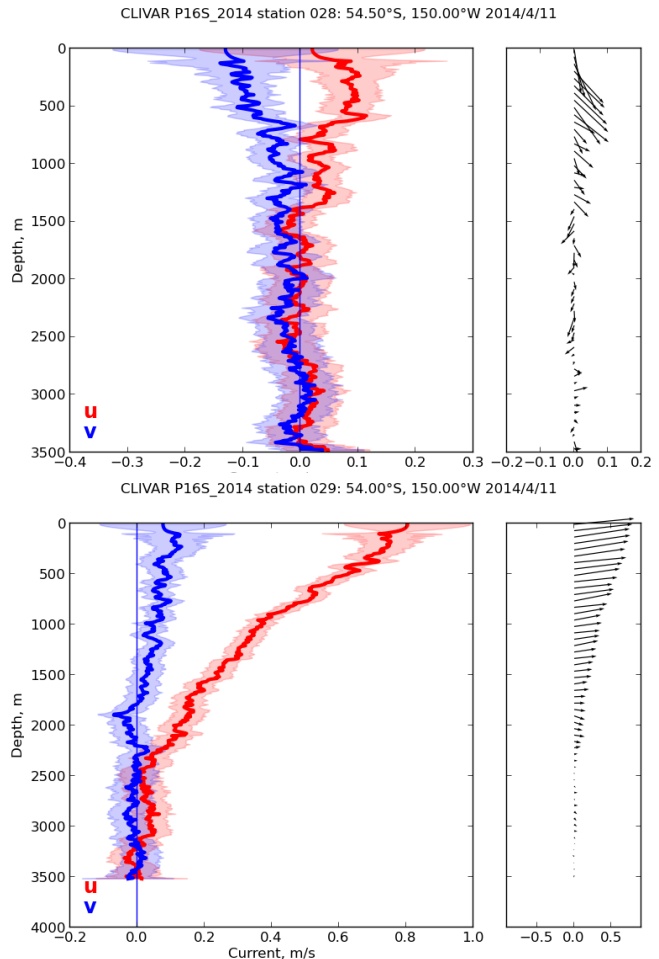 CLIVAR P16S_2014 station 028: 54.50°S, 150.00°W 2014/4/11
0
500
1000
1500
2000
2500
3000
3500
Depth, m
u
v
−0.4 −0.3 −0.2 −0.1 0.0 0.1 0.2 0.3
−0.2 −0.1 0.0 0.1 0.2
CLIVAR P16S_2014 station 029: 54.00°S, 150.00°W 2014/4/11
0
500
1000
1500
2000
2500
3000
3500
4000
Depth, m
u
v
−0.2 0.0 0.2 0.4 0.6 0.8 1.0
Current, m/s
−0.5 0.0 0.5